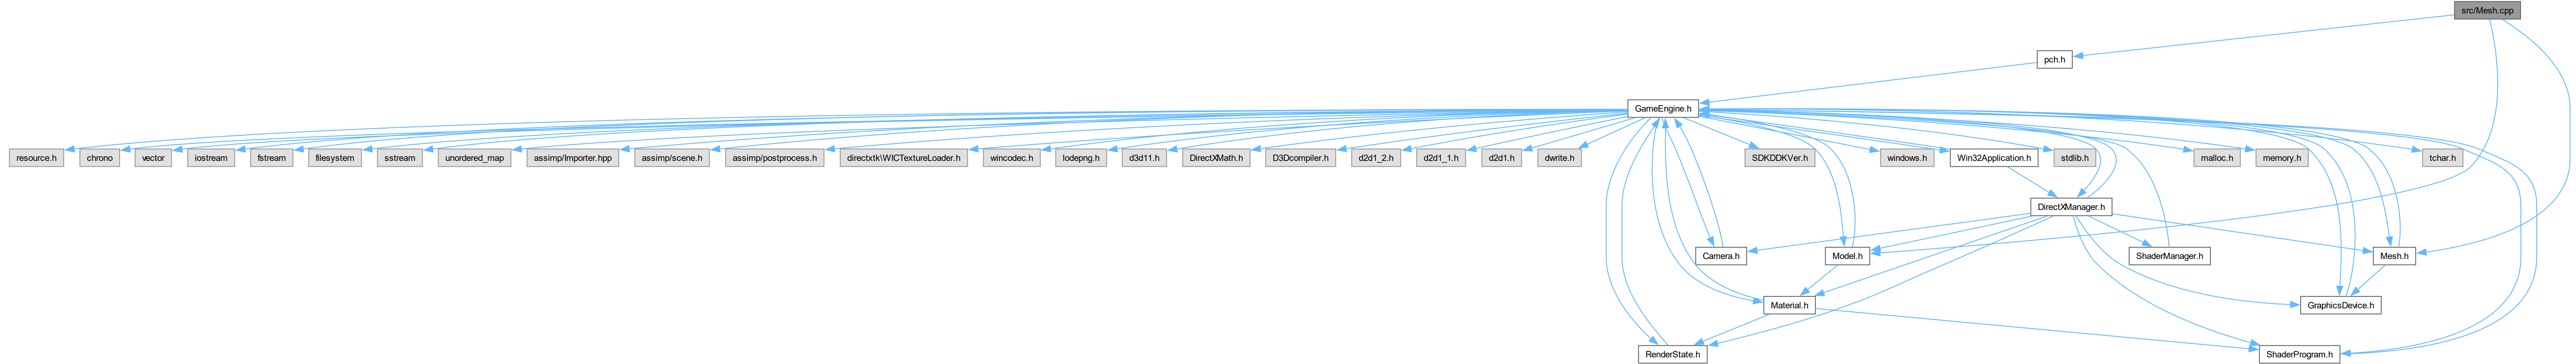 src/Mesh.cpp
pch.h
GameEngine.h
resource.h
chrono
vector
iostream
fstream
filesystem
sstream
unordered_map
assimp/Importer.hpp
assimp/scene.h
assimp/postprocess.h
directxtk\WICTextureLoader.h
wincodec.h
lodepng.h
d3d11.h
DirectXMath.h
D3Dcompiler.h
d2d1_2.h
d2d1_1.h
d2d1.h
dwrite.h
SDKDDKVer.h
windows.h
Win32Application.h
stdlib.h
malloc.h
memory.h
tchar.h
DirectXManager.h
Camera.h
Model.h
ShaderManager.h
Mesh.h
Material.h
GraphicsDevice.h
RenderState.h
ShaderProgram.h